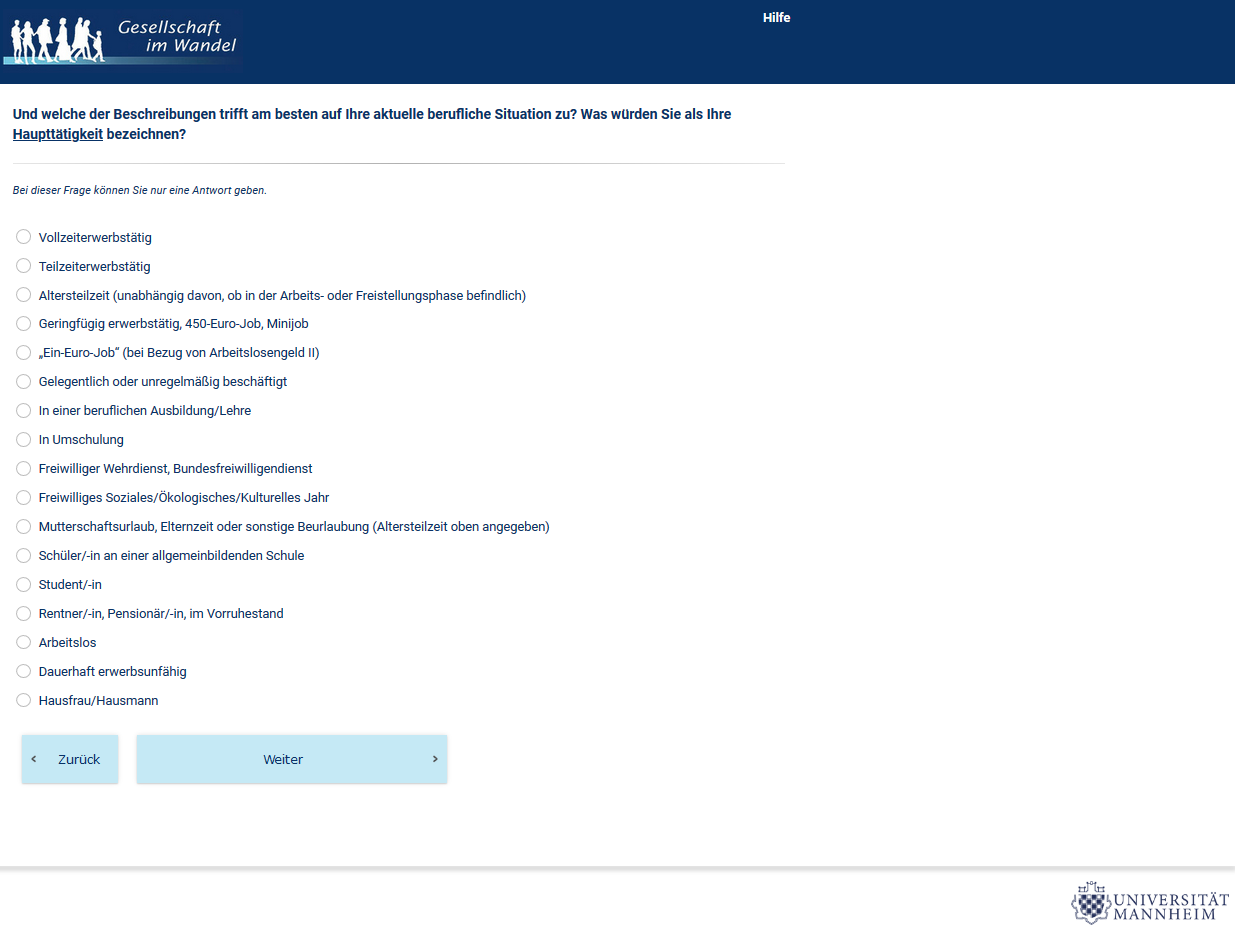 Gesellschaft
im Wandel
Hilfe
Und welche der Beschreibungen trifft am besten auf Ihre aktuelle berufliche Situation zu? Was würden Sie als Ihre
Haupttätigkeit bezeichnen?
Bei dieser Frage können Sie nur eine Antwort geben.
Vollzeiterwerbstätig
Teilzeiterwerbstätig
Altersteilzeit (unabhängig davon, ob in der Arbeits- oder Freistellungsphase befindlich)
Geringfügig erwerbstätig, 450-Euro-Job, Minijob
„Ein-Euro-Job“ (bei Bezug von Arbeitslosengeld II)
Gelegentlich oder unregelmäßig beschäftigt
In einer beruflichen Ausbildung/Lehre
In Umschulung
Freiwilliger Wehrdienst, Bundesfreiwilligendienst
Freiwilliges Soziales/Ökologisches/Kulturelles Jahr
Mutterschaftsurlaub, Elternzeit oder sonstige Beurlaubung (Altersteilzeit oben angegeben)
Schüler/-in an einer allgemeinbildenden Schule
Student/-in
Rentner/-in, Pensionär/-in, im Vorruhestand
Arbeitslos
Dauerhaft erwerbsunfähig
Hausfrau/Hausmann
‹ Zurück
Weiter ›
UNIVERSITÄT
MANNHEIM